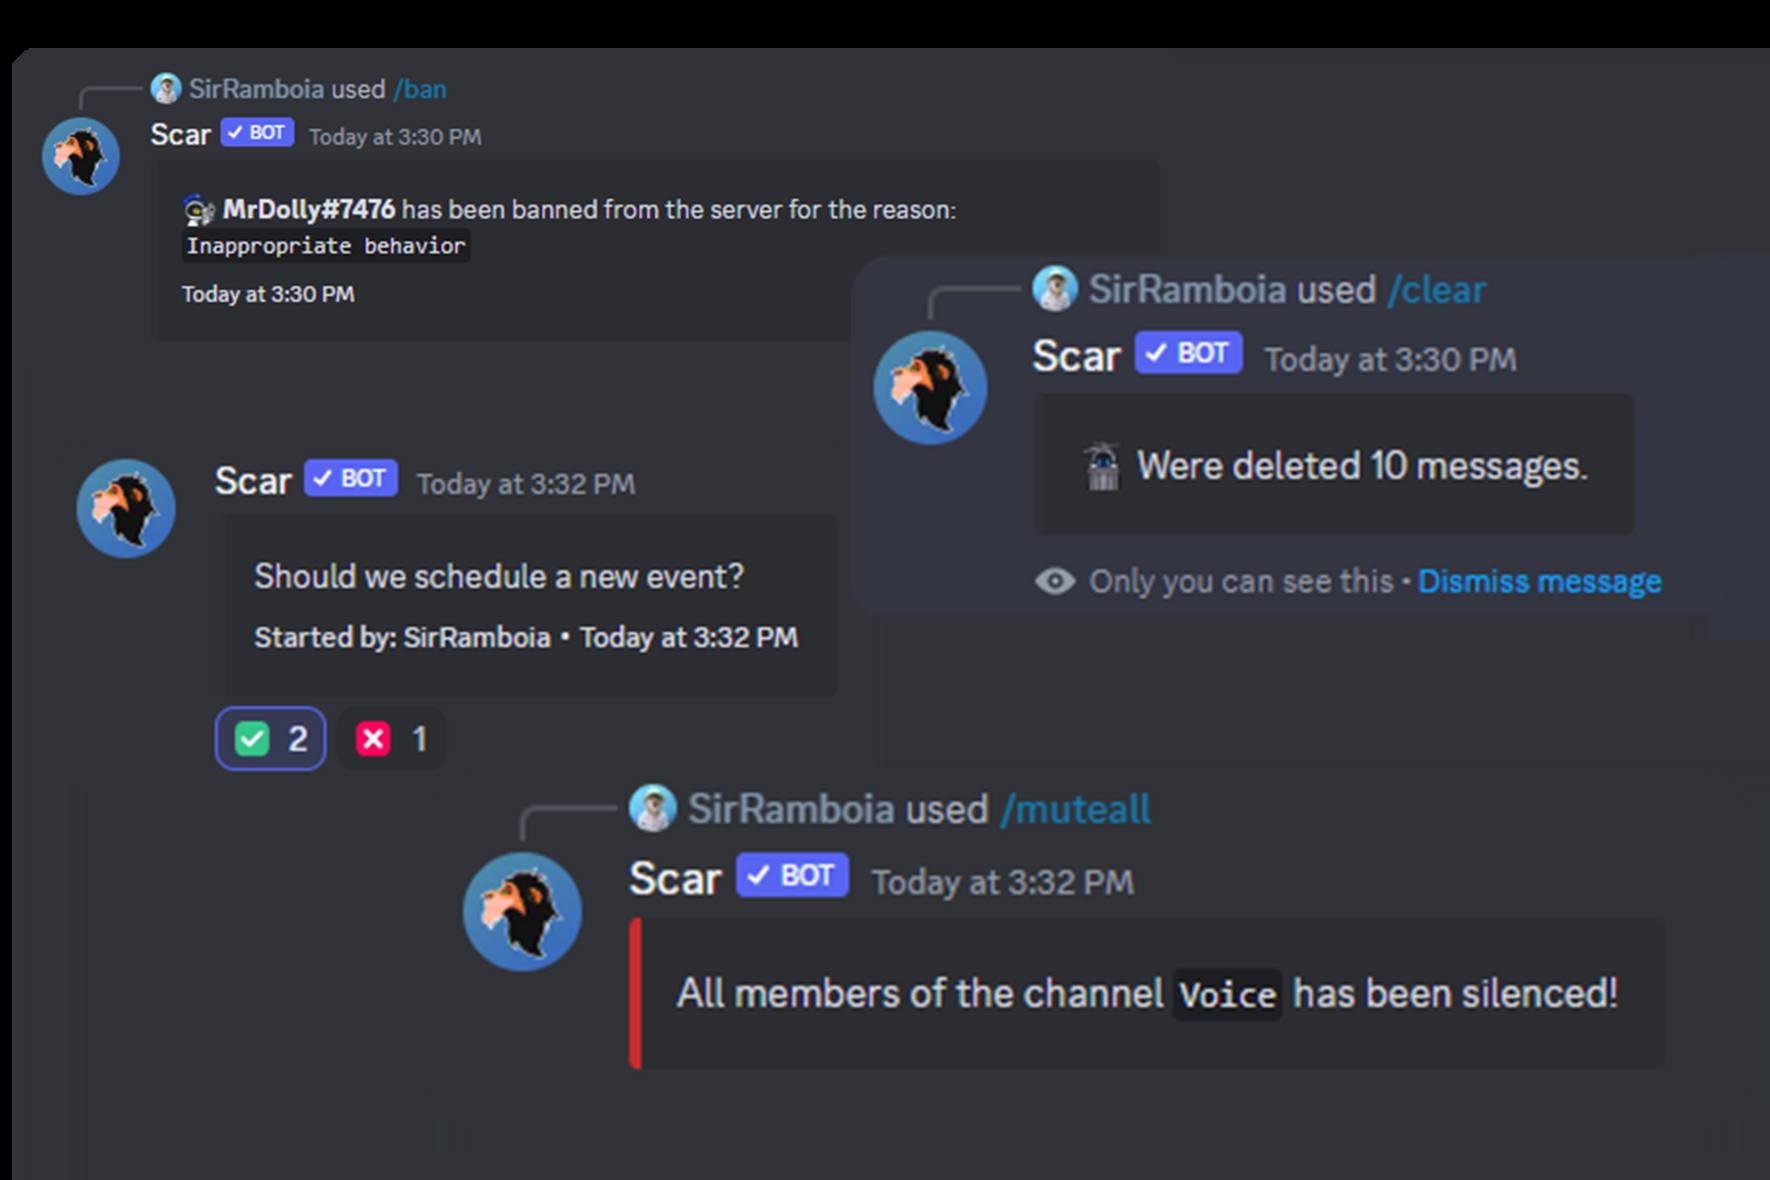 SirRamboia used /ban
Scar BOT Today at 3:30 PM
MrDolly#7476 has been banned from the server for the reason:
Inappropriate behavior
Today at 3:30 PM
SirRamboia used /clear
Scar BOT Today at 3:30 PM
Were deleted 10 messages.
Only you can see this • Dismiss message
Scar BOT Today at 3:32 PM
Should we schedule a new event?
Started by: SirRamboia • Today at 3:32 PM
2 1
SirRamboia used /muteall
Scar BOT Today at 3:32 PM
All members of the channel Voice has been silenced!